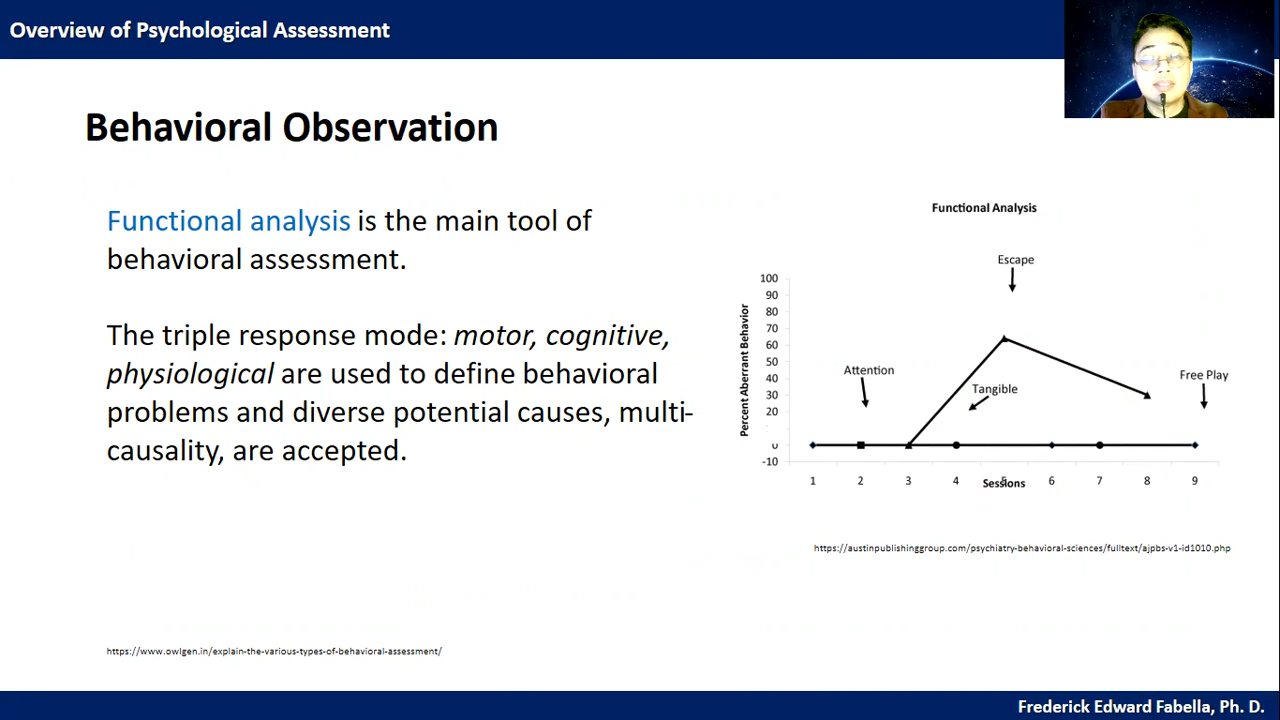 Overview of Psychological Assessment
Behavioral Observation
Functional analysis is the main tool of
behavioral assessment.
The triple response mode: motor, cognitive,
physiological are used to define behavioral
problems and diverse potential causes, multi-
causality, are accepted.
Functional Analysis
Escape
Attention
Tangible
Free Play
Percent Aberrant Behavior
100
90
80
70
60
50
40
30
20
0
-10
1 2 3 4 5 6 7 8 9
Sessions
https://austinpublishinggroup.com/psychiatry-behavioral-sciences/fulltext/ajpbs-v1-id1010.php
https://www.owlgen.in/explain-the-various-types-of-behavioral-assessment/
Frederick Edward Fabella, Ph. D.